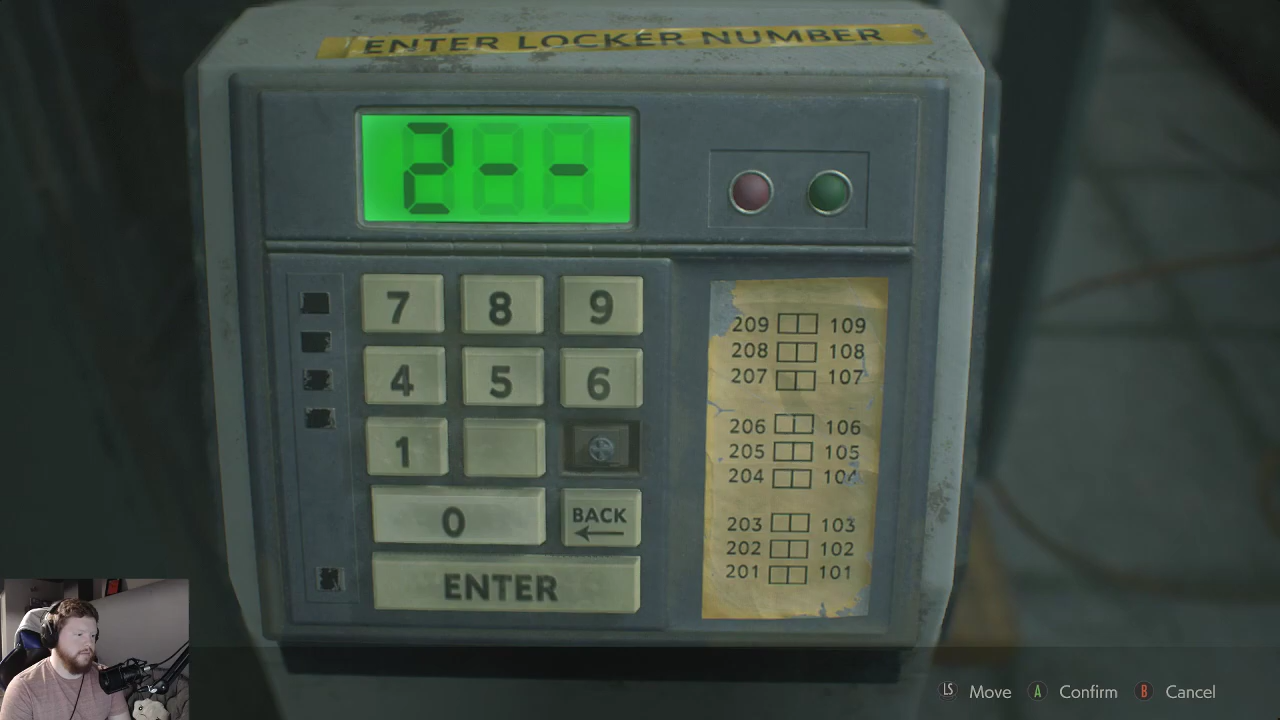 ENTER LOCKER NUMBER
2--
7 8 9
4 5 6
1
0 BACK
ENTER
209 109
208 108
207 107
206 106
205 105
204 104
203 103
202 102
201 101
LS Move A Confirm B Cancel